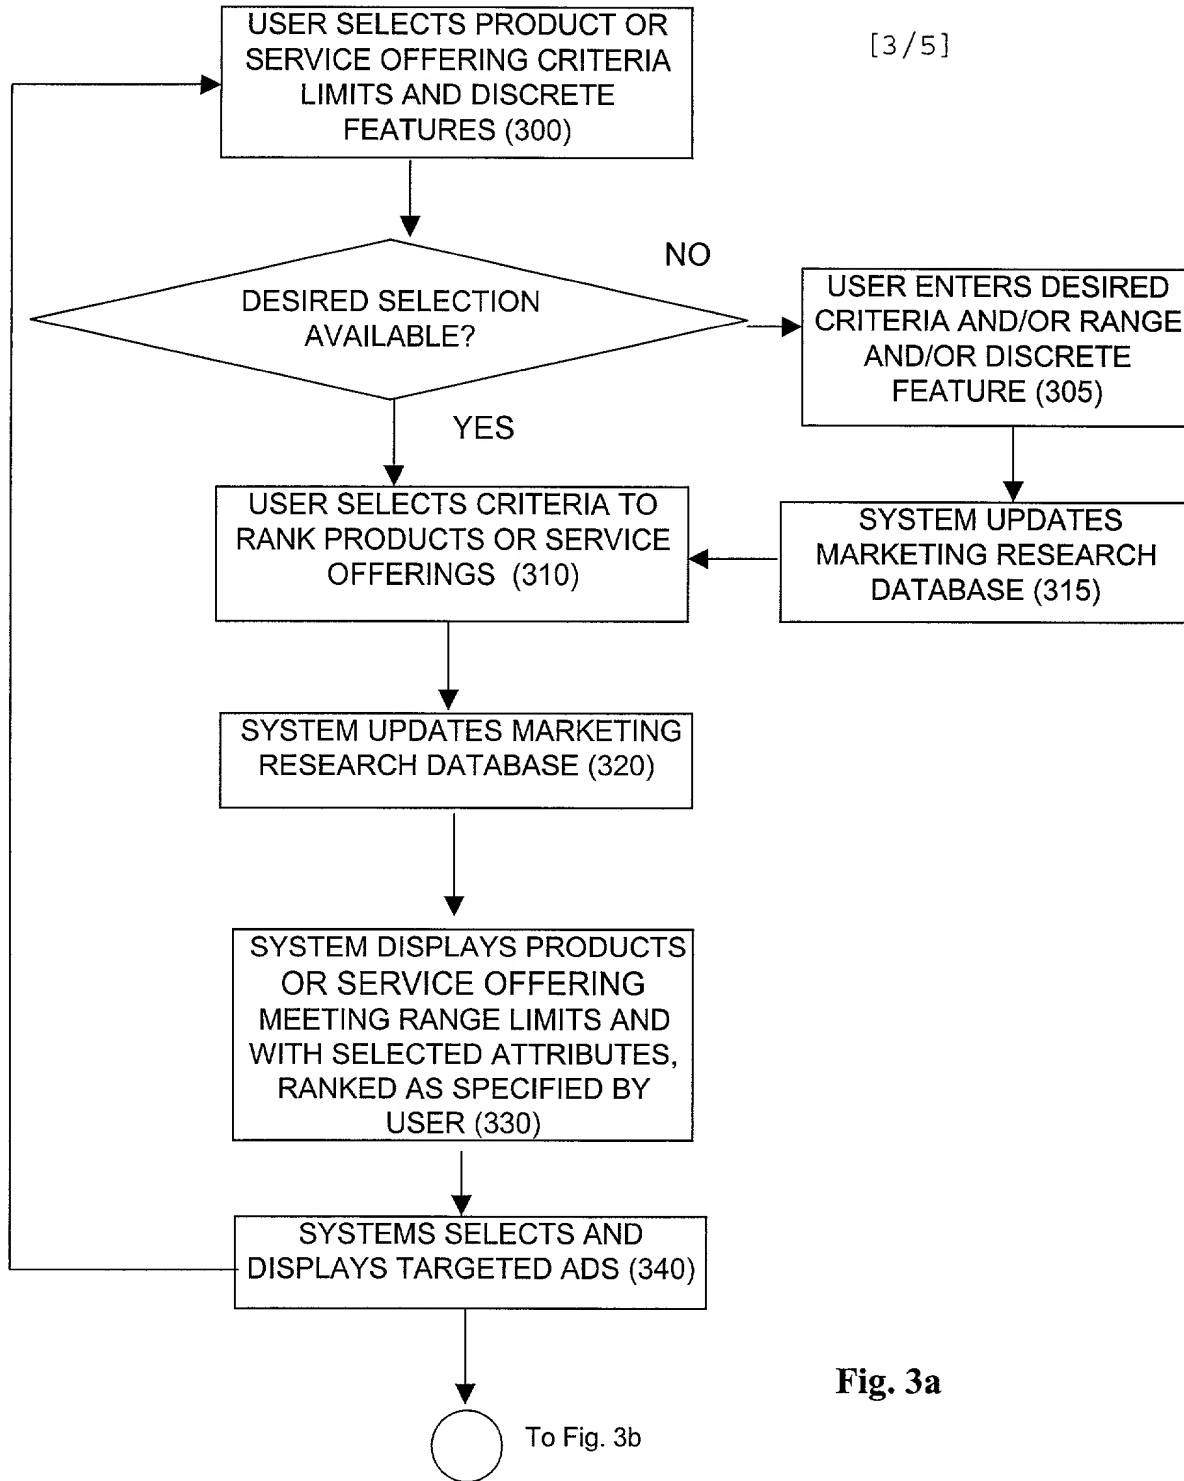 USER SELECTS PRODUCT OR
SERVICE OFFERING CRITERIA
LIMITS AND DISCRETE
FEATURES (300)
[3/5]
DESIRED SELECTION
AVAILABLE?
NO
USER ENTERS DESIRED
CRITERIA AND/OR RANGE
AND/OR DISCRETE
FEATURE (305)
YES
USER SELECTS CRITERIA TO
RANK PRODUCTS OR SERVICE
OFFERINGS (310)
SYSTEM UPDATES
MARKETING RESEARCH
DATABASE (315)
SYSTEM UPDATES MARKETING
RESEARCH DATABASE (320)
SYSTEM DISPLAYS PRODUCTS
OR SERVICE OFFERING
MEETING RANGE LIMITS AND
WITH SELECTED ATTRIBUTES,
RANKED AS SPECIFIED BY
USER (330)
SYSTEMS SELECTS AND
DISPLAYS TARGETED ADS (340)
Fig. 3a
To Fig. 3b